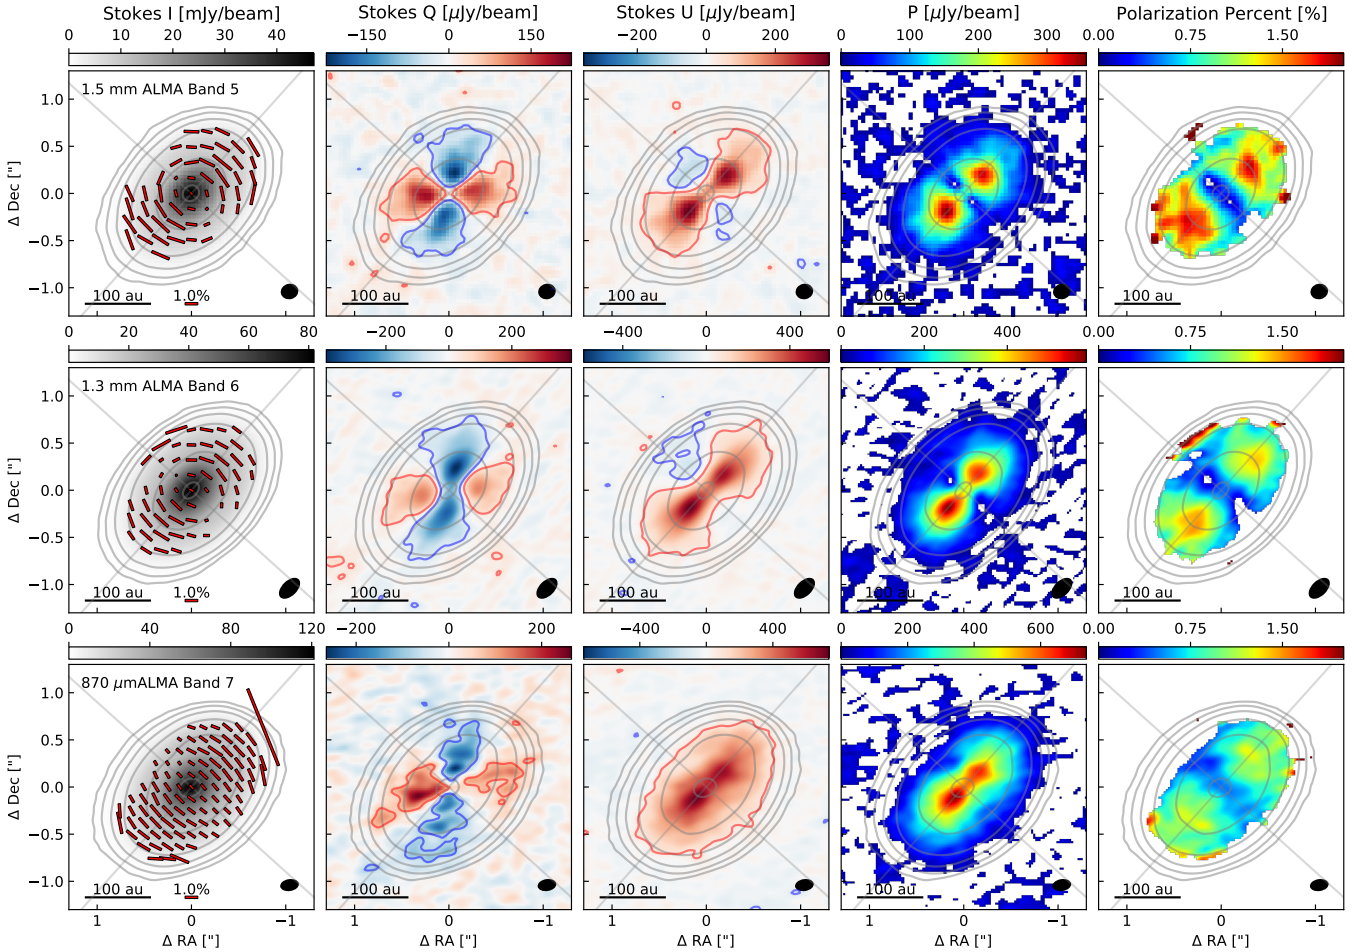 Stokes I [mJy/beam] Stokes Q [μJy/beam] Stokes U [μJy/beam] P [μJy/beam] Polarization Percent [%]
0 10 20 30 40 −150 0 150 −200 0 200 0 100 200 300 0.00 0.75 1.50
1.5 mm ALMA Band 5
1.0
0.5
0.0
−0.5
−1.0
Δ Dec ["]
100 au 1.0% 100 au 100 au 100 au 100 au
0 20 40 60 80 −200 0 200 −400 0 400 0 200 400 600 0.00 0.75 1.50
1.3 mm ALMA Band 6
1.0
0.5
0.0
−0.5
−1.0
Δ Dec ["]
100 au 1.0% 100 au 100 au 100 au 100 au
0 40 80 120 −200 0 200 −400 0 400 0 200 400 600 0.00 0.75 1.50
870 μmALMA Band 7
1.0
0.5
0.0
−0.5
−1.0
Δ Dec ["]
100 au 1.0% 100 au 100 au 100 au 100 au
1 0 −1 1 0 −1 1 0 −1 1 0 −1 1 0 −1
Δ RA ["] Δ RA ["] Δ RA ["] Δ RA ["] Δ RA ["]